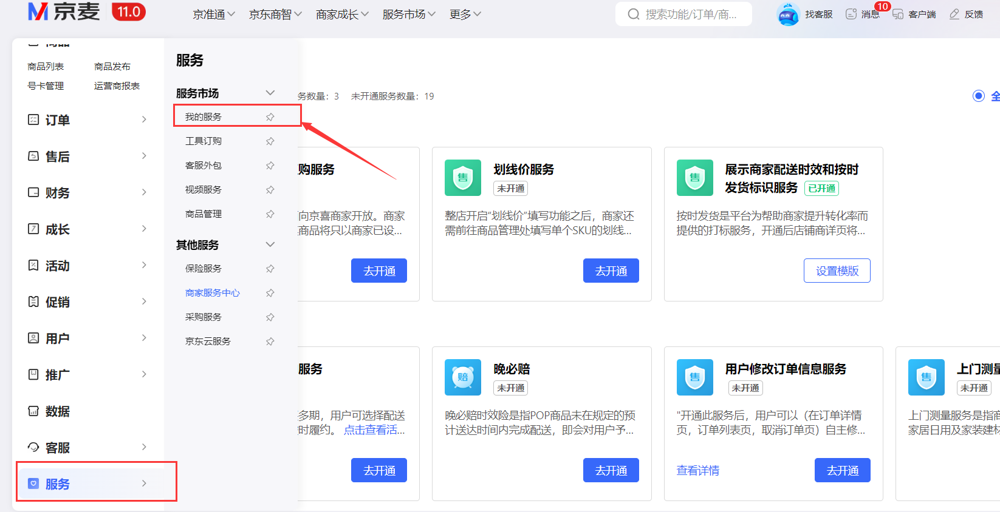 京麦 11.0
京准通
京东商智
商家成长
服务市场
更多
搜索功能/订单/商...
找客服
消息
10
客户端
反馈
商品
商品列表
商品发布
号卡管理
运营商报表
订单
售后
财务
成长
活动
促销
用户
推广
数据
客服
服务
服务
服务市场
我的服务
工具订购
客服外包
视频服务
商品管理
其他服务
保险服务
商家服务中心
采购服务
京东云服务
务数量：3
未开通服务数量：19
全
购服务
向京喜商家开放。商家
商品将只以商家已设...
去开通
售
划线价服务
未开通
整店开启“划线价”填写功能之后，商家还
需前往商品管理处填写单个SKU的划线...
去开通
售
展示商家配送时效和按时
发货标识服务
已开通
按时发货是平台为帮助商家提升转化率而
提供的打标服务，开通后店铺商详页将...
设置模版
服务
多期，用户可选择配送
时履约。 点击查看活...
去开通
赔
晚必赔
未开通
晚必赔时效险是指POP商品未在规定的预
计送达时间内完成配送，即会对用户予...
去开通
售
用户修改订单信息服务
未开通
"开通此服务后，用户可以（在订单详情
页，订单列表页，取消订单页）自主修...
查看详情
去开通
售
上门测量
未开通
上门测量服务是指商
家居日用及家装建材